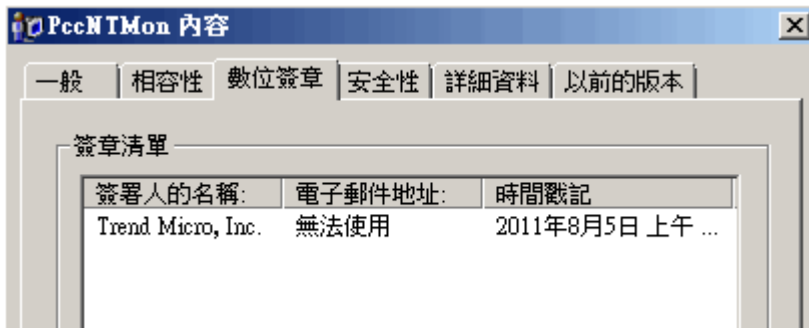 PccNTMon 內容
一般 相容性 數位簽章 安全性 詳細資料 以前的版本
簽章清單
簽署人的名稱: 電子郵件地址: 時間戳記
Trend Micro, Inc. 無法使用 2011年8月5日 上午 ...